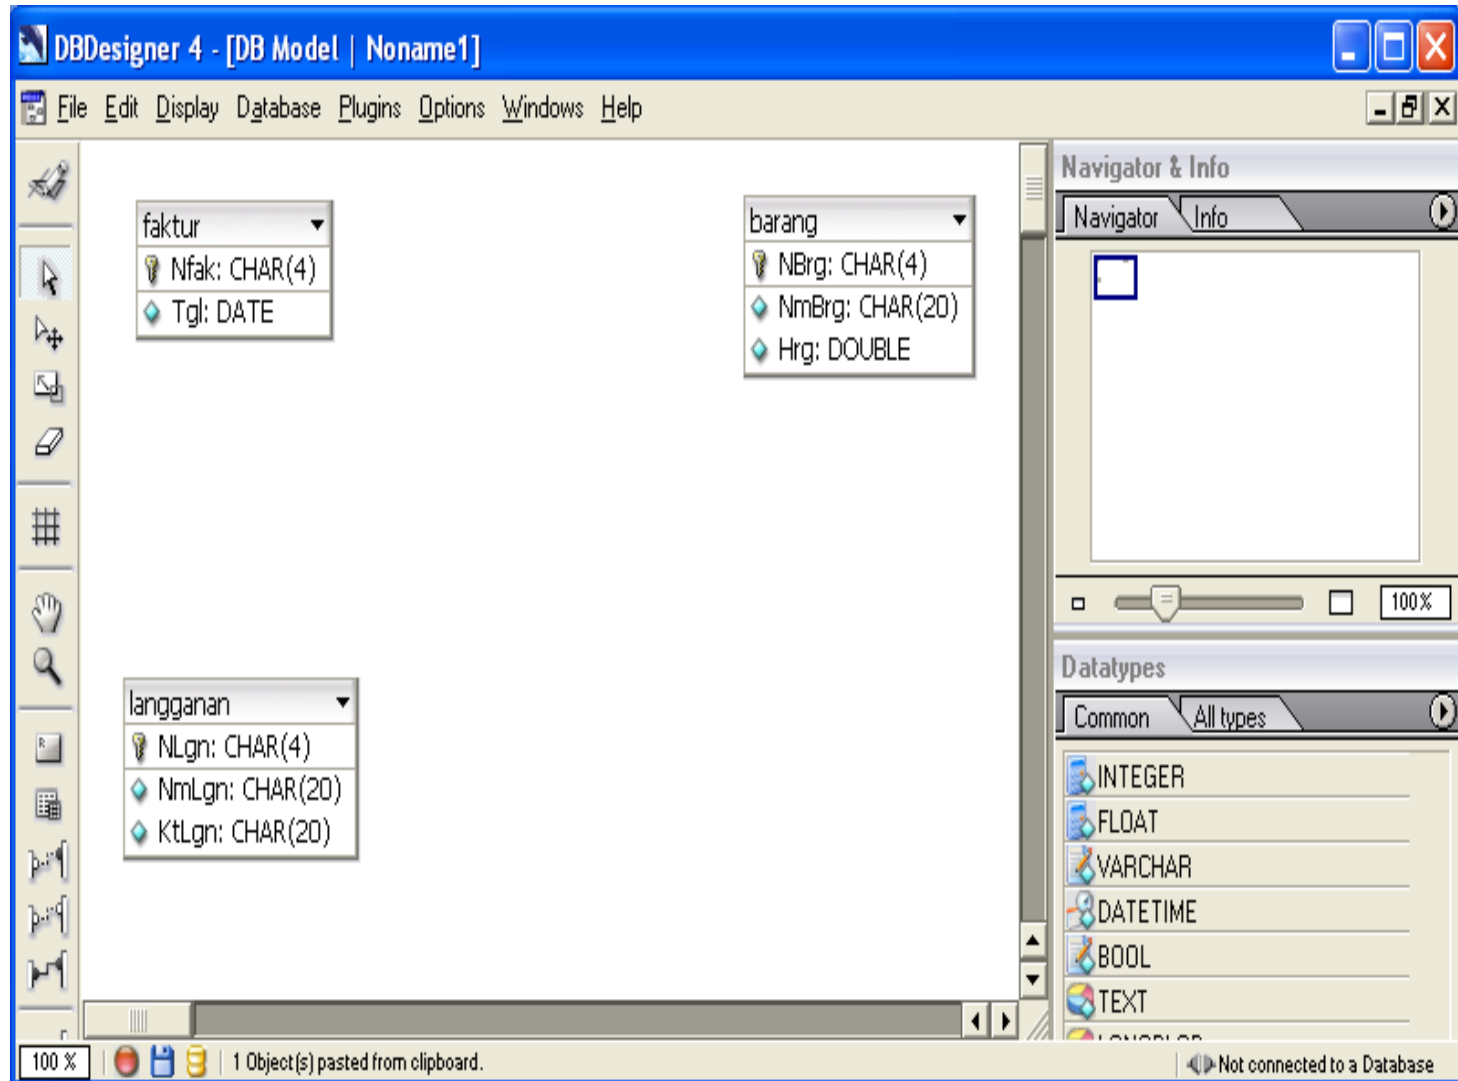 DBDesigner 4 - [DB Model | Noname1]
File Edit Display Database Plugins Options Windows Help
faktur
Nfak: CHAR(4)
Tgl: DATE
barang
NBrg: CHAR(4)
NmBrg: CHAR(20)
Hrg: DOUBLE
langganan
NLgn: CHAR(4)
NmLgn: CHAR(20)
KtLgn: CHAR(20)
Navigator & Info
Navigator Info
100%
Datatypes
Common All types
INTEGER
FLOAT
VARCHAR
DATETIME
BOOL
TEXT
100 % 1 Object(s) pasted from clipboard. Not connected to a Database